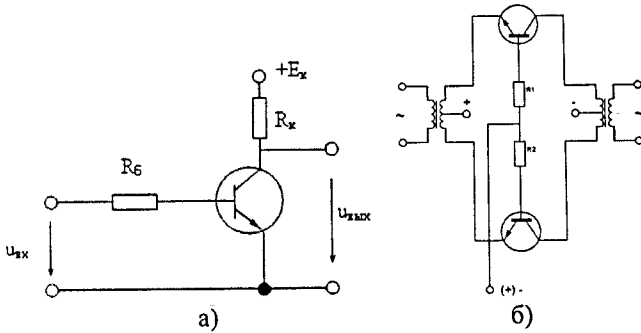 +Eк
Rк
Rб
uвх
uвых
а)
~
+
R1
R2
-
~
(+) -
б)